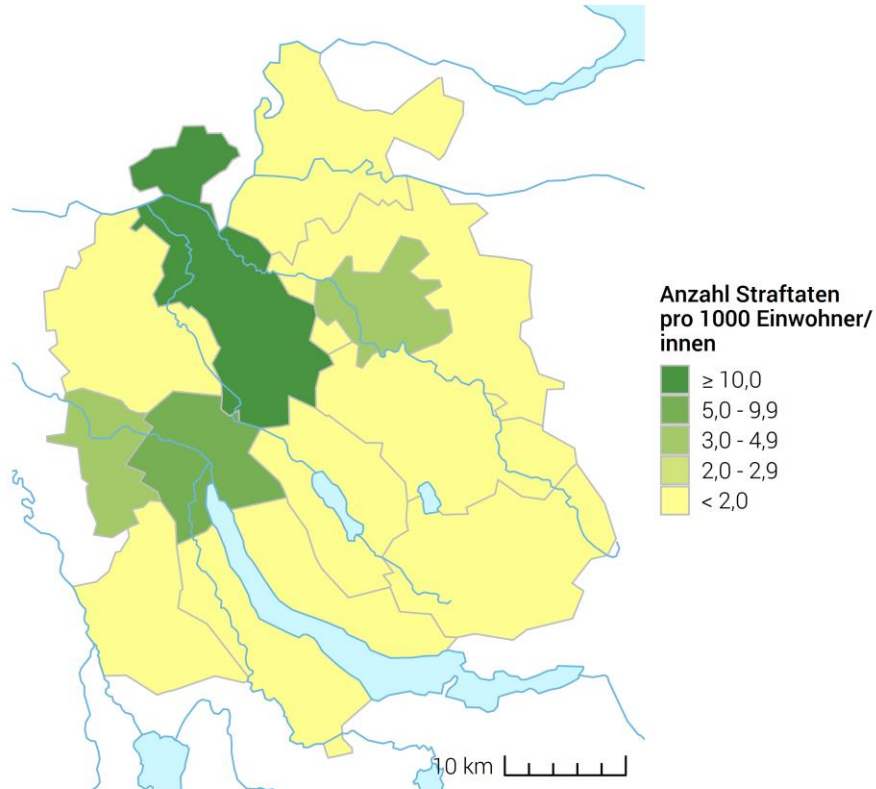 Anzahl Straftaten
pro 1000 Einwohner/
innen
≥ 10,0
5,0 - 9,9
3,0 - 4,9
2,0 - 2,9
< 2,0
10 km